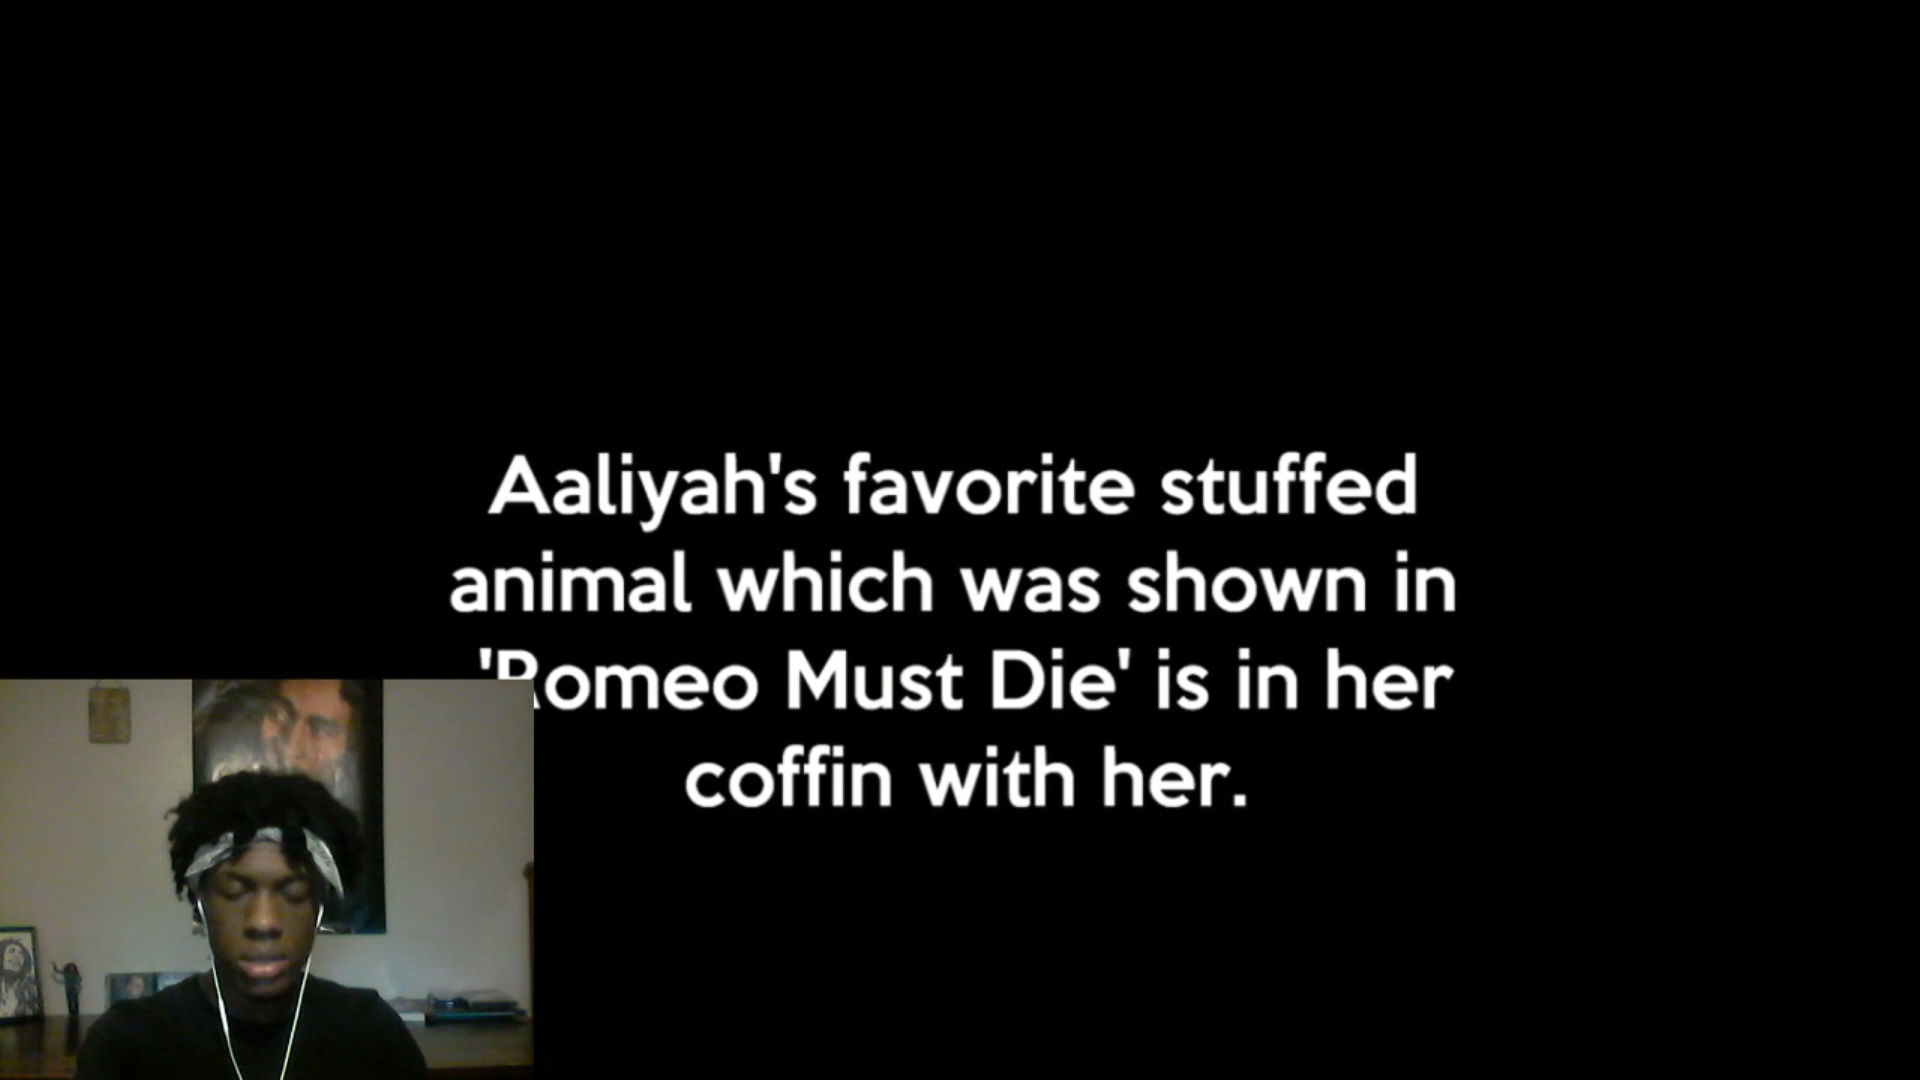 Aaliyah's favorite stuffed
animal which was shown in
'Romeo Must Die' is in her
coffin with her.